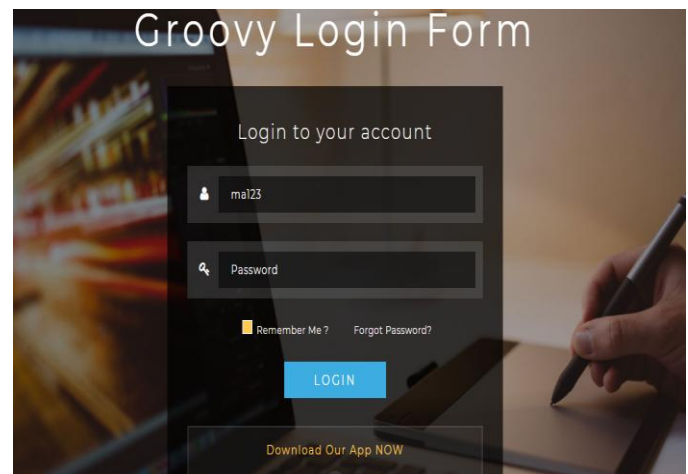 Groovy Login Form
Login to your account
ma123
Password
Remember Me ? Forgot Password?
LOGIN
Download Our App NOW